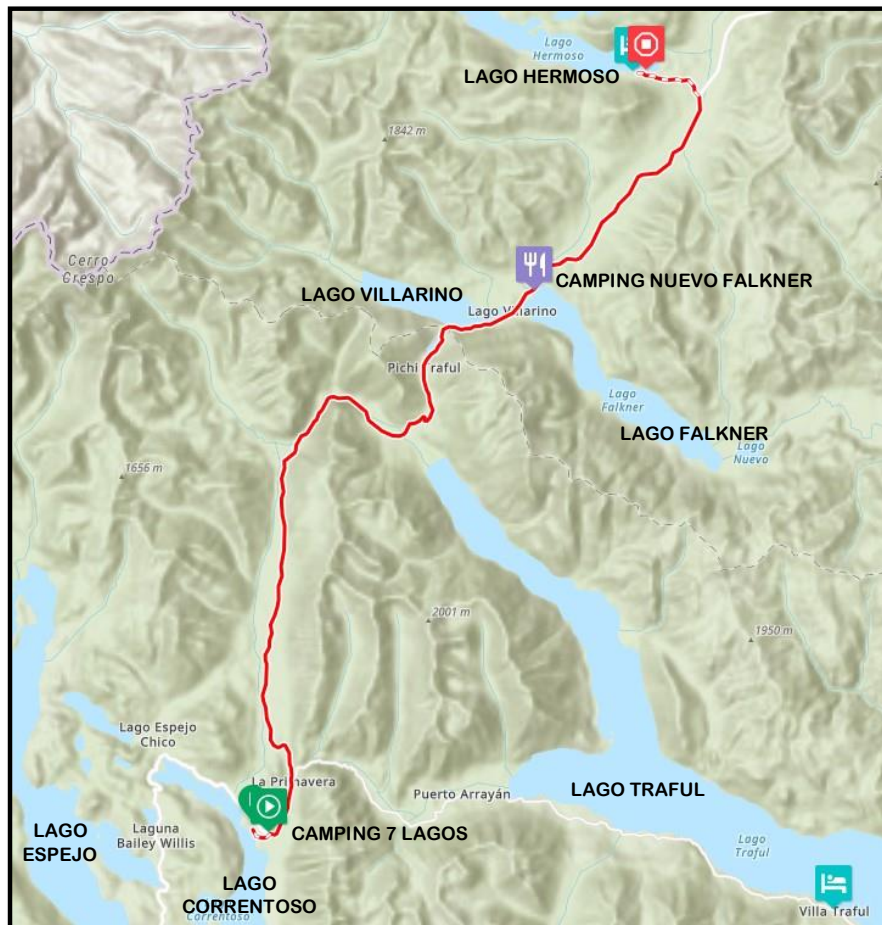 Lago
Hermoso
LAGO HERMOSO
1842 m
Cerro
Crespo
CAMPING NUEVO FALKNER
LAGO VILLARINO
Lago Villarino
Pichi Traful
Lago
Falkner
LAGO FALKNER
Lago
Nuevo
1656 m
2001 m
1950 m
Lago Espejo
Chico
La Primavera
Puerto Arrayán
LAGO TRAFUL
LAGO
ESPEJO
Laguna
Bailey Willis
CAMPING 7 LAGOS
Lago
Traful
LAGO
CORRENTOSO
Correntoso
Villa Traful